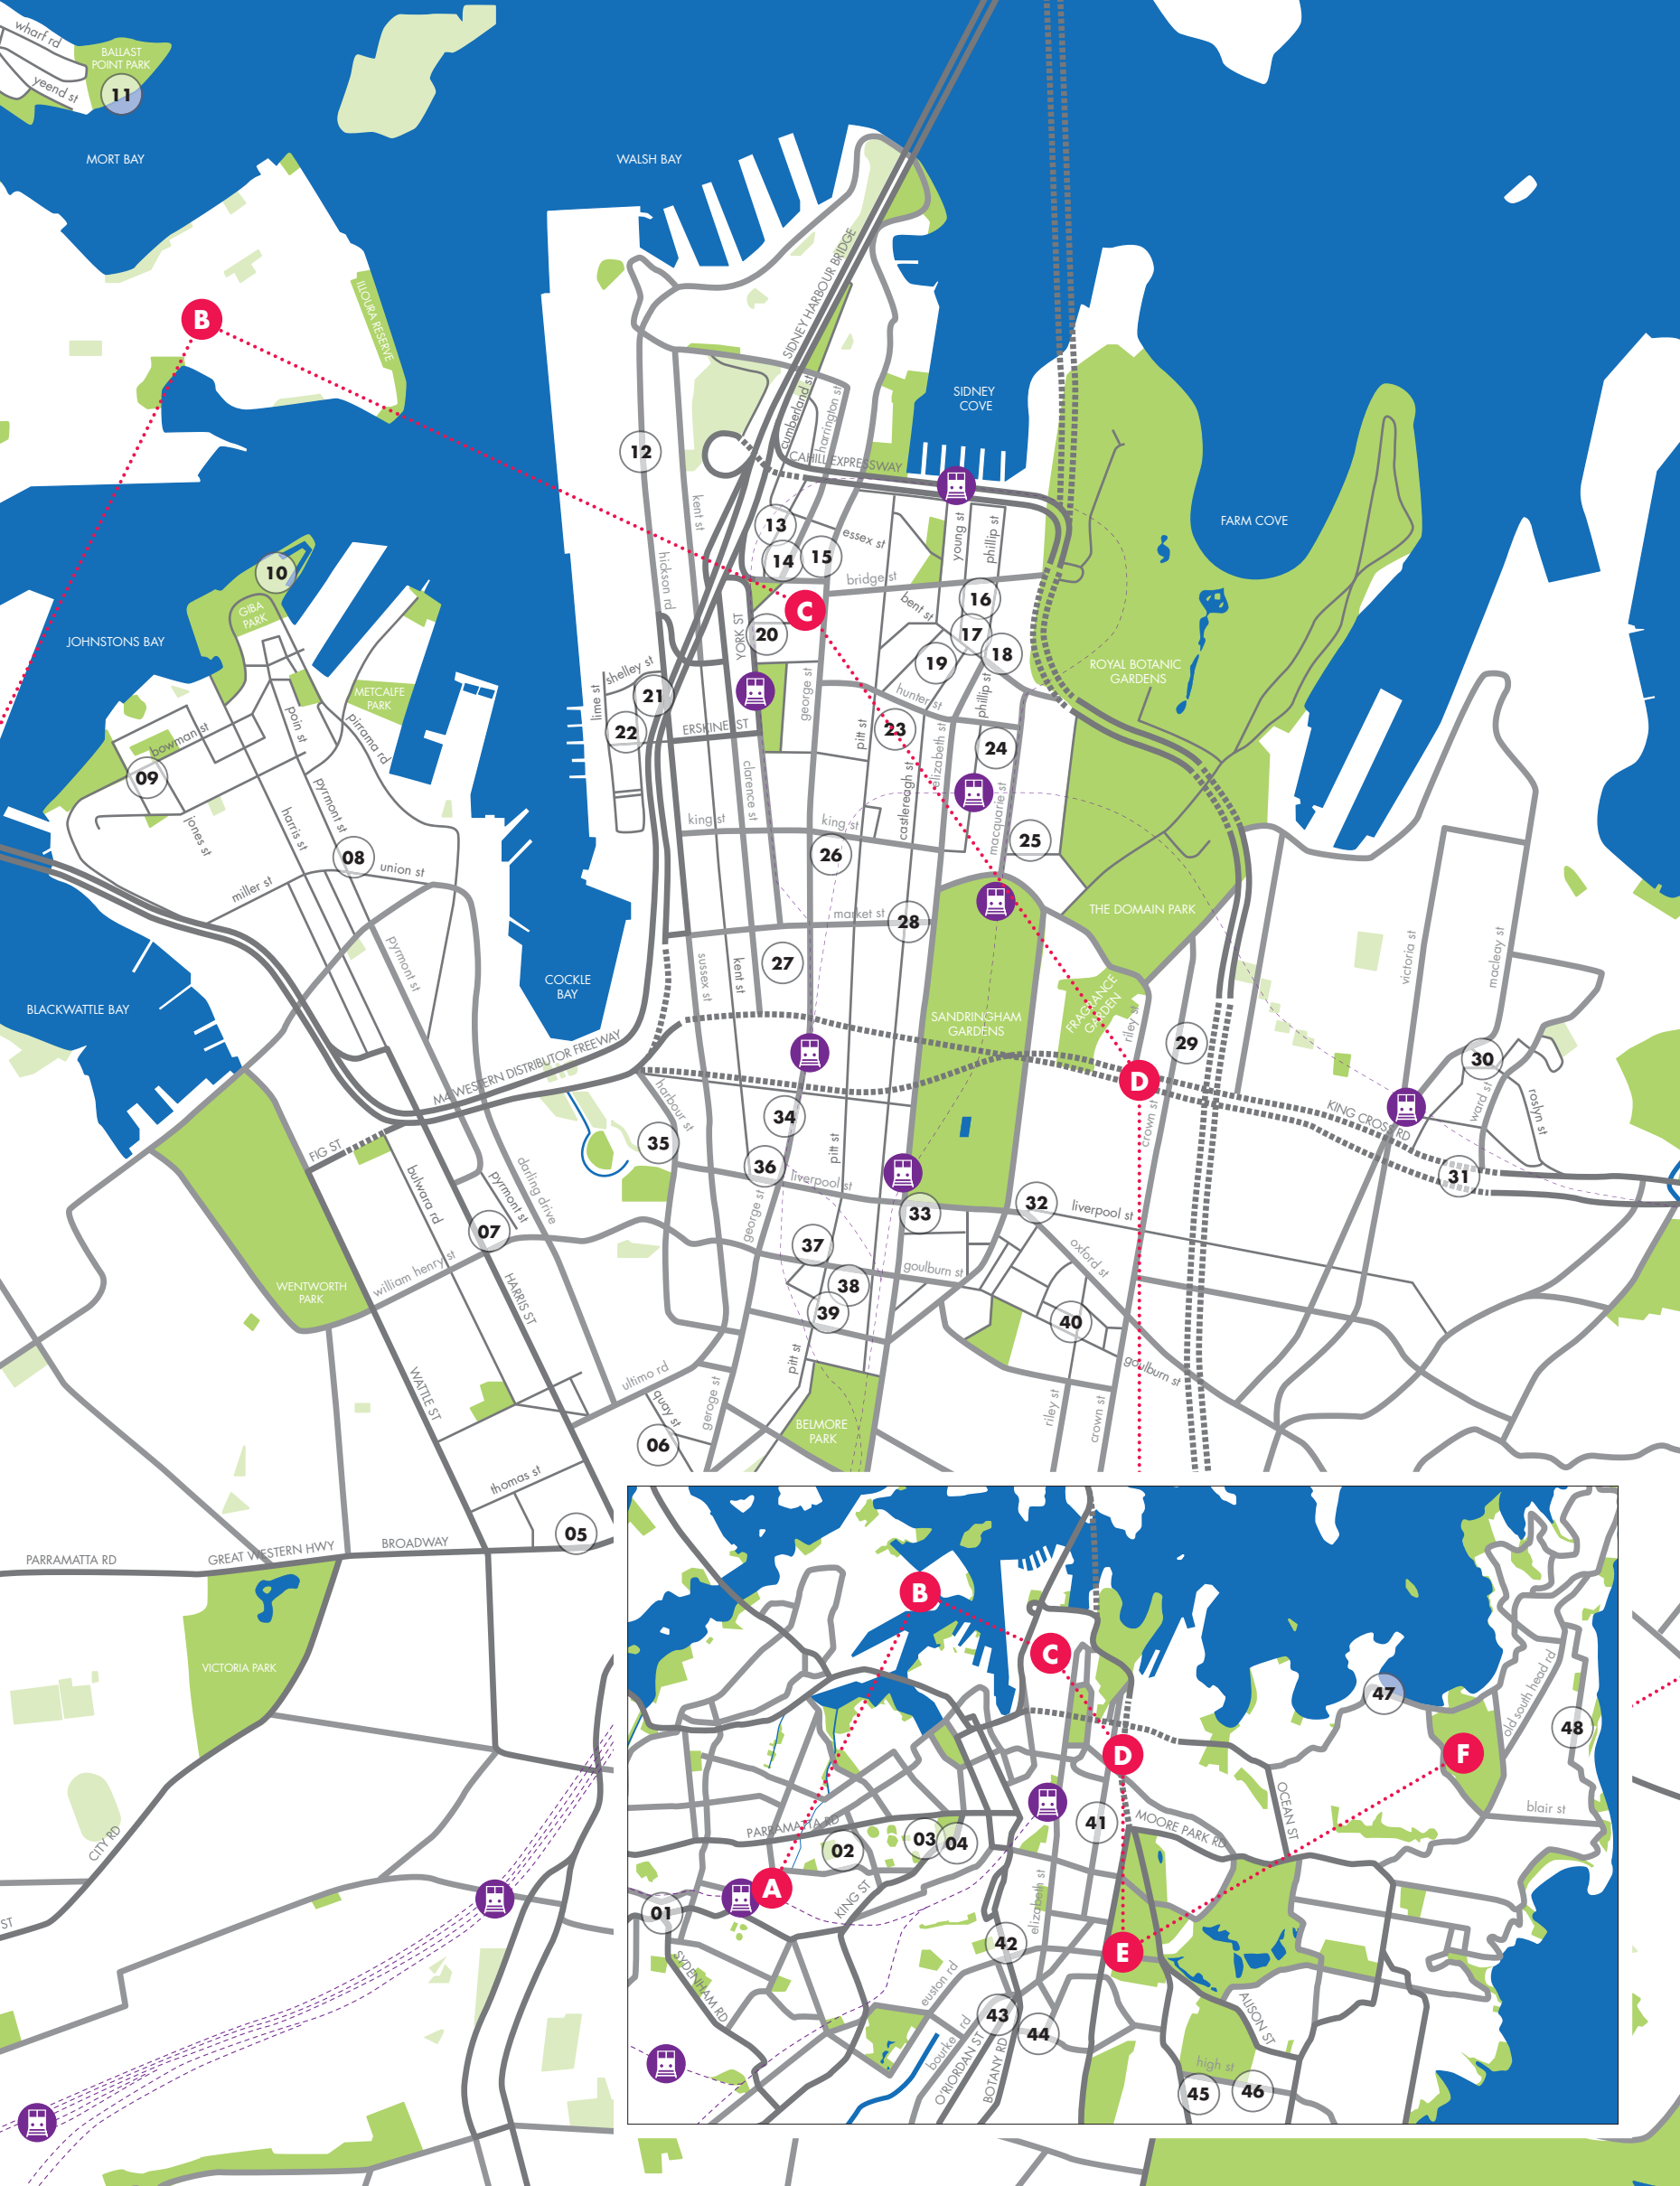 wharf rd
BALLAST
POINT PARK
yeend st
11
MORT BAY
WALSH BAY
ILLOURA RESERVE
B
SIDNEY HARBOUR BRIDGE
SIDNEY
COVE
cumberland st
harrington st
CAHILL EXPRESSWAY
12
kent st
13
essex st
young st
phillip st
FARM COVE
14
15
10
hickson rd
bridge st
GIBA
PARK
C
bent st
16
JOHNSTONS BAY
YORK ST
20
17
18
19
ROYAL BOTANIC
GARDENS
shelley st
lime st
21
george st
hunter st
phillip st
METCALFE
PARK
22
ERSKINE ST
pitt st
23
24
poin st
pirrama rd
bowman st
09
clarence st
castlereagh st
elizabeth st
macquarie st
pyrmont st
jones st
harris st
king st
king st
25
08
union st
26
miller st
market st
28
THE DOMAIN PARK
pyrmont st
sussex st
kent st
27
victoria st
macleay st
COCKLE
BAY
BLACKWATTLE BAY
SANDRINGHAM
GARDENS
FRAGRANCE
GARDEN
riley st
29
30
M4 WESTERN DISTRIBUTOR FREEWAY
D
harbour st
34
crown st
KING CROSS RD
ward st
roslyn st
FIG ST
35
pitt st
36
liverpool st
31
bulward rd
pyrmont st
darling drive
07
george st
33
32
liverpool st
37
oxford st
goulburn st
william henry st
WENTWORTH
PARK
HARRIS ST
38
39
40
pitt st
goulburn st
WATTLE ST
ultimo rd
quay st
geroge st
riley st
crown st
BELMORE
PARK
06
thomas st
05
PARRAMATTA RD
GREAT WESTERN HWY
BROADWAY
VICTORIA PARK
CITY RD
ST
B
C
47
old south head rd
48
D
F
OCEAN ST
blair st
PARRAMATTA RD
02
03
04
41
MOORE PARK RD
A
KING ST
01
elizabeth st
42
E
SYDENHAM RD
euston rd
43
44
bourke rd
O'RIORDAN ST
BOTANY RD
ALISON ST
high st
45
46